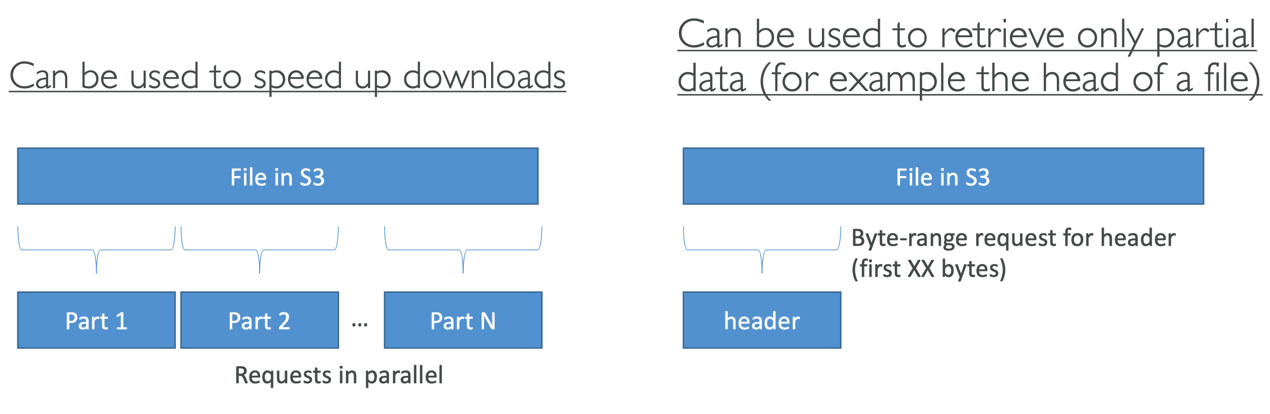 Can be used to speed up downloads
File in S3
Part 1
Part 2
...
Part N
Requests in parallel
Can be used to retrieve only partial
data (for example the head of a file)
File in S3
Byte-range request for header
(first XX bytes)
header